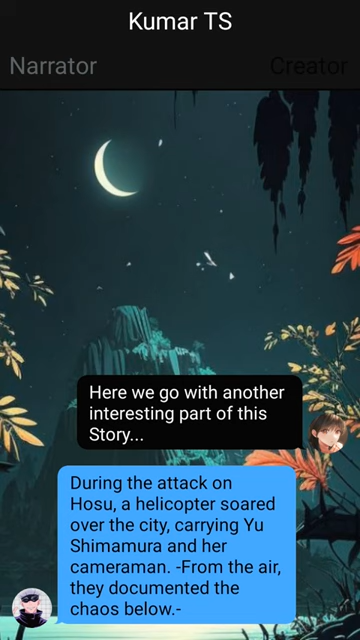 Kumar TS
Narrator
Creator
Here we go with another
interesting part of this
Story...
During the attack on
Hosu, a helicopter soared
over the city, carrying Yu
Shimamura and her
cameraman. -From the air,
they documented the
chaos below.-